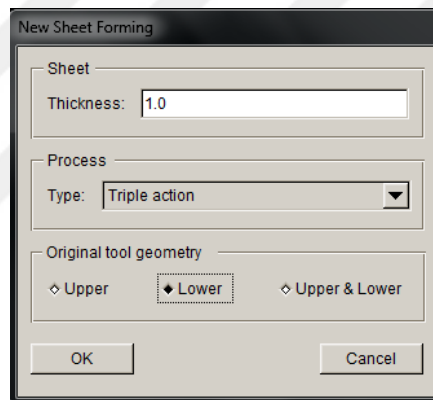 New Sheet Forming
Sheet
Thickness: 1.0
Process
Type: Triple action
Original tool geometry
Upper Lower Upper & Lower
OK Cancel